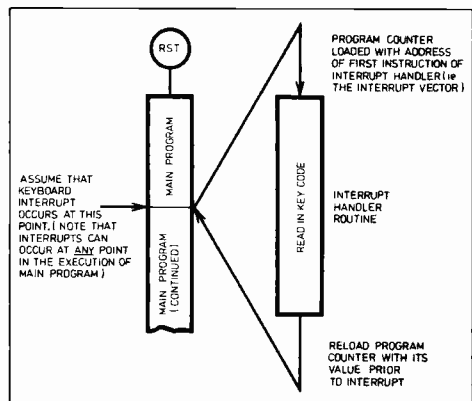 RST
PROGRAM COUNTER
LOADED WITH ADDRESS
OF FIRST INSTRUCTION OF
INTERRUPT HANDLER (ie
THE INTERRUPT VECTOR)
MAIN PROGRAM
ASSUME THAT
KEYBOARD
INTERRUPT
OCCURS AT THIS
POINT. (NOTE THAT
INTERRUPTS CAN
OCCUR AT ANY POINT
IN THE EXECUTION OF
MAIN PROGRAM)
MAIN PROGRAM
(CONTINUED)
READ IN KEY CODE
INTERRUPT
HANDLER
ROUTINE
RELOAD PROGRAM
COUNTER WITH ITS
VALUE PRIOR
TO INTERRUPT